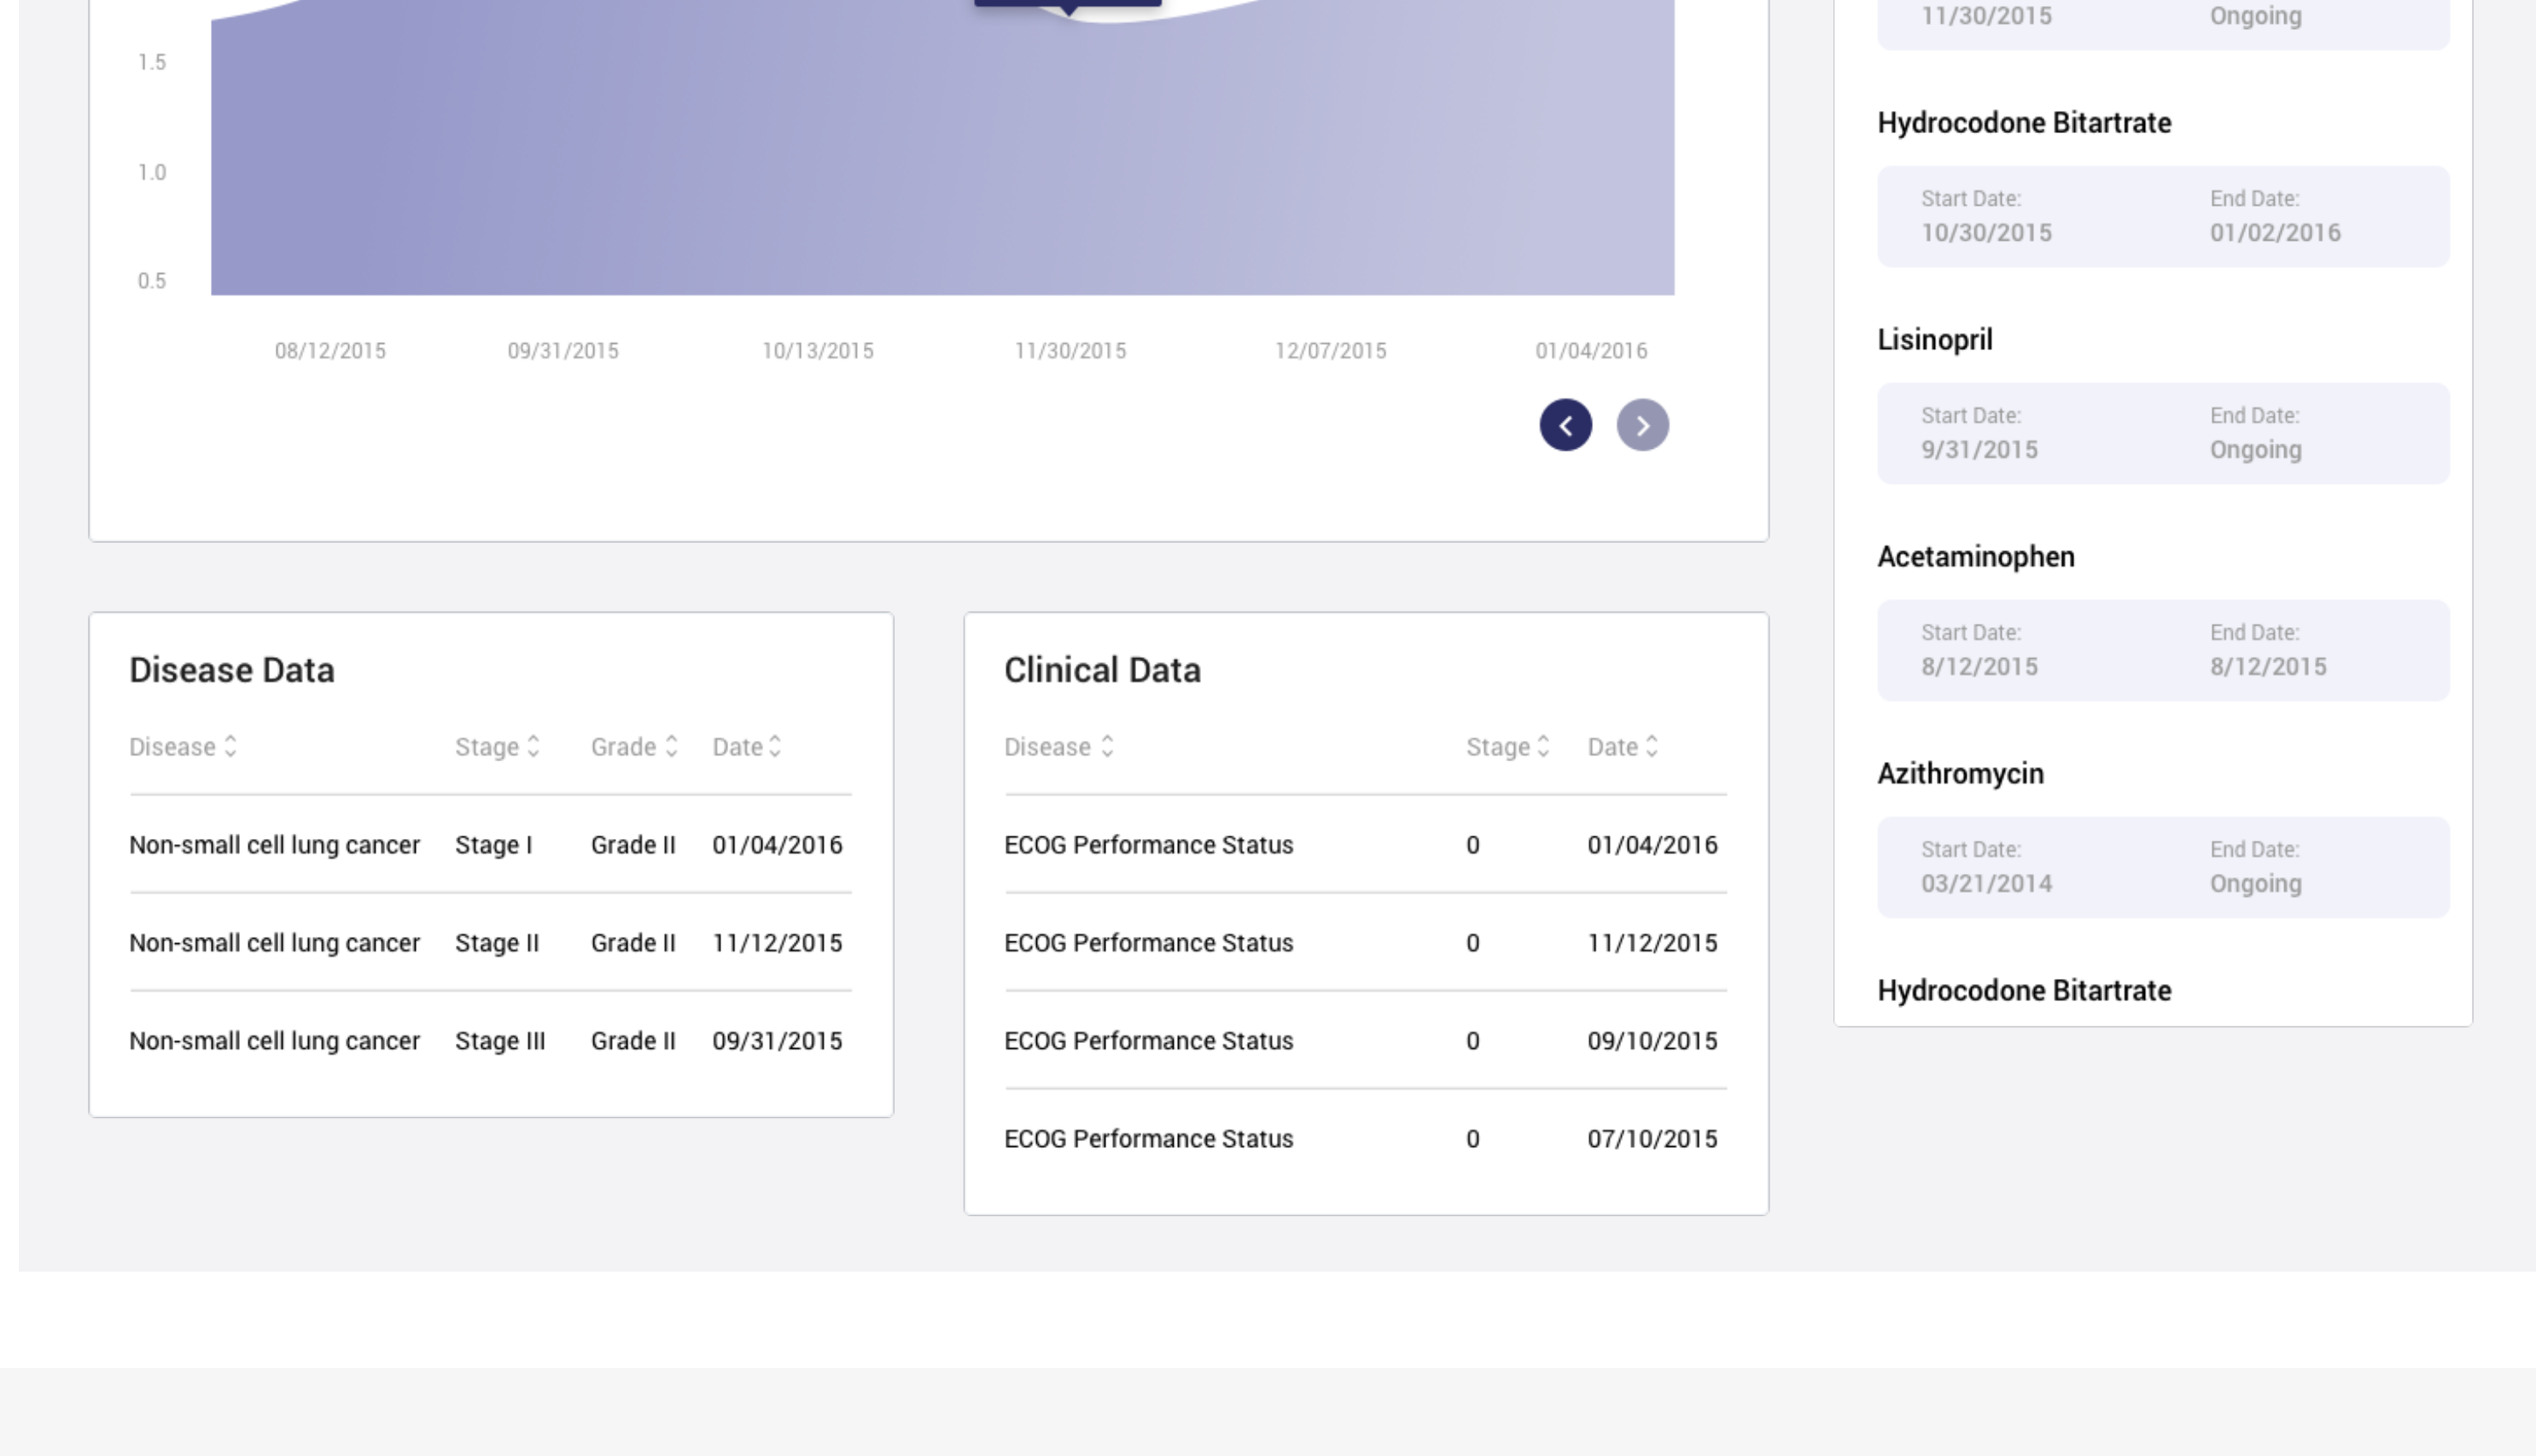 1.5
1.0
0.5
08/12/2015 09/31/2015 10/13/2015 11/30/2015 12/07/2015 01/04/2016
Disease Data
Disease Stage Grade Date
Non-small cell lung cancer Stage I Grade II 01/04/2016
Non-small cell lung cancer Stage II Grade II 11/12/2015
Non-small cell lung cancer Stage III Grade II 09/31/2015
Clinical Data
Disease Stage Date
ECOG Performance Status 0 01/04/2016
ECOG Performance Status 0 11/12/2015
ECOG Performance Status 0 09/10/2015
ECOG Performance Status 0 07/10/2015
11/30/2015 Ongoing
Hydrocodone Bitartrate
Start Date: End Date:
10/30/2015 01/02/2016
Lisinopril
Start Date: End Date:
9/31/2015 Ongoing
Acetaminophen
Start Date: End Date:
8/12/2015 8/12/2015
Azithromycin
Start Date: End Date:
03/21/2014 Ongoing
Hydrocodone Bitartrate